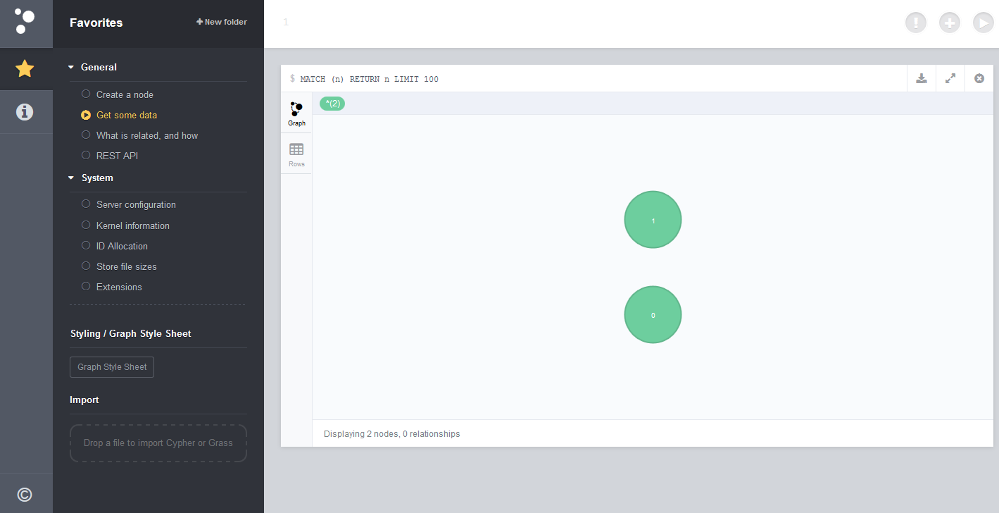 Favorites
+ New folder
General
Create a node
Get some data
What is related, and how
REST API
System
Server configuration
Kernel information
ID Allocation
Store file sizes
Extensions
Styling / Graph Style Sheet
Graph Style Sheet
Import
Drop a file to import Cypher or Grass
©
1
$ MATCH (n) RETURN n LIMIT 100
Graph
Rows
*(2)
1
0
Displaying 2 nodes, 0 relationships